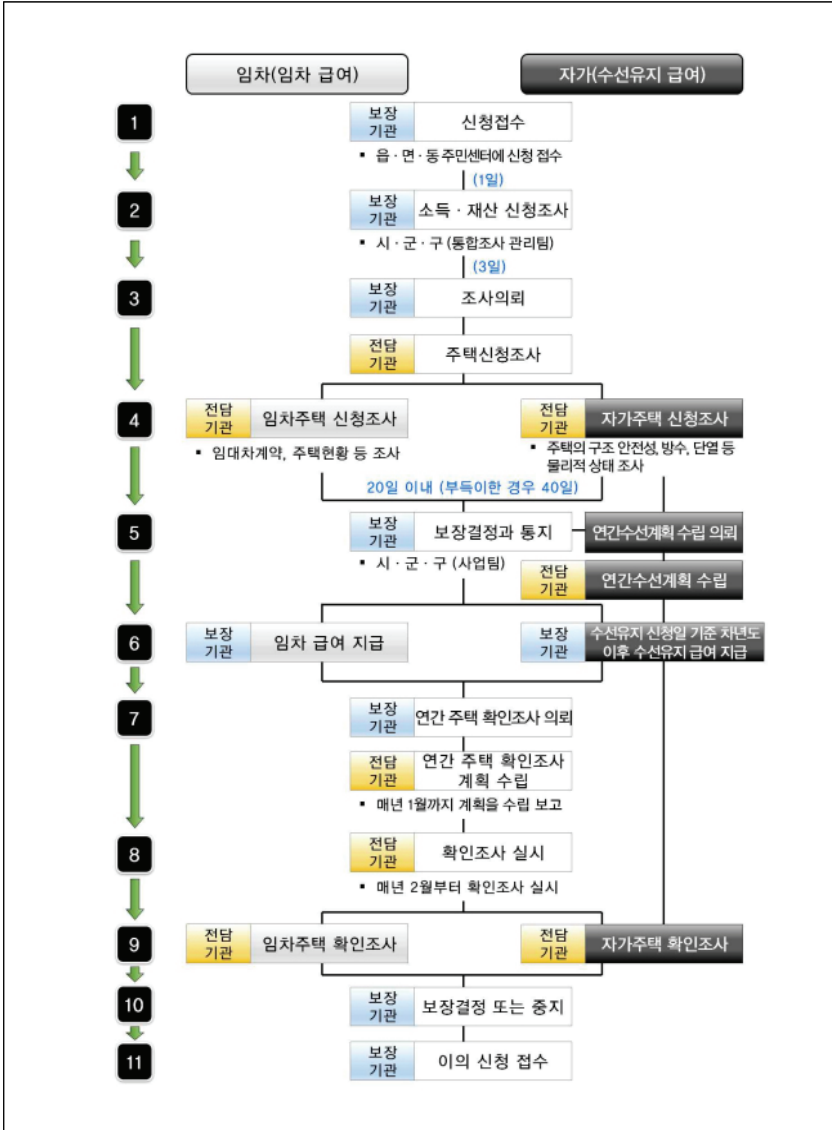 임차(임차 급여)
자가(수선유지 급여)
1
보장
기관
신청접수
▪ 읍·면·동 주민센터에 신청 접수
(1일)
2
보장
기관
소득·재산 신청조사
▪ 시·군·구 (통합조사 관리팀)
(3일)
3
보장
기관
조사의뢰
전담
기관
주택신청조사
4
전담
기관
임차주택 신청조사
▪ 임대차계약, 주택현황 등 조사
전담
기관
자가주택 신청조사
▪ 주택의 구조 안전성, 방수, 단열 등
물리적 상태 조사
20일 이내 (부득이한 경우 40일)
5
보장
기관
보장결정과 통지
연간수선계획 수립 의뢰
▪ 시·군·구 (사업팀)
전담
기관
연간수선계획 수립
6
보장
기관
임차 급여 지급
보장
기관
수선유지 신청일 기준 차년도
이후 수선유지 급여 지급
7
보장
기관
연간 주택 확인조사 의뢰
전담
기관
연간 주택 확인조사
계획 수립
▪ 매년 1월까지 계획을 수립 보고
8
전담
기관
확인조사 실시
▪ 매년 2월부터 확인조사 실시
9
전담
기관
임차주택 확인조사
전담
기관
자가주택 확인조사
10
보장
기관
보장결정 또는 중지
11
보장
기관
이의 신청 접수